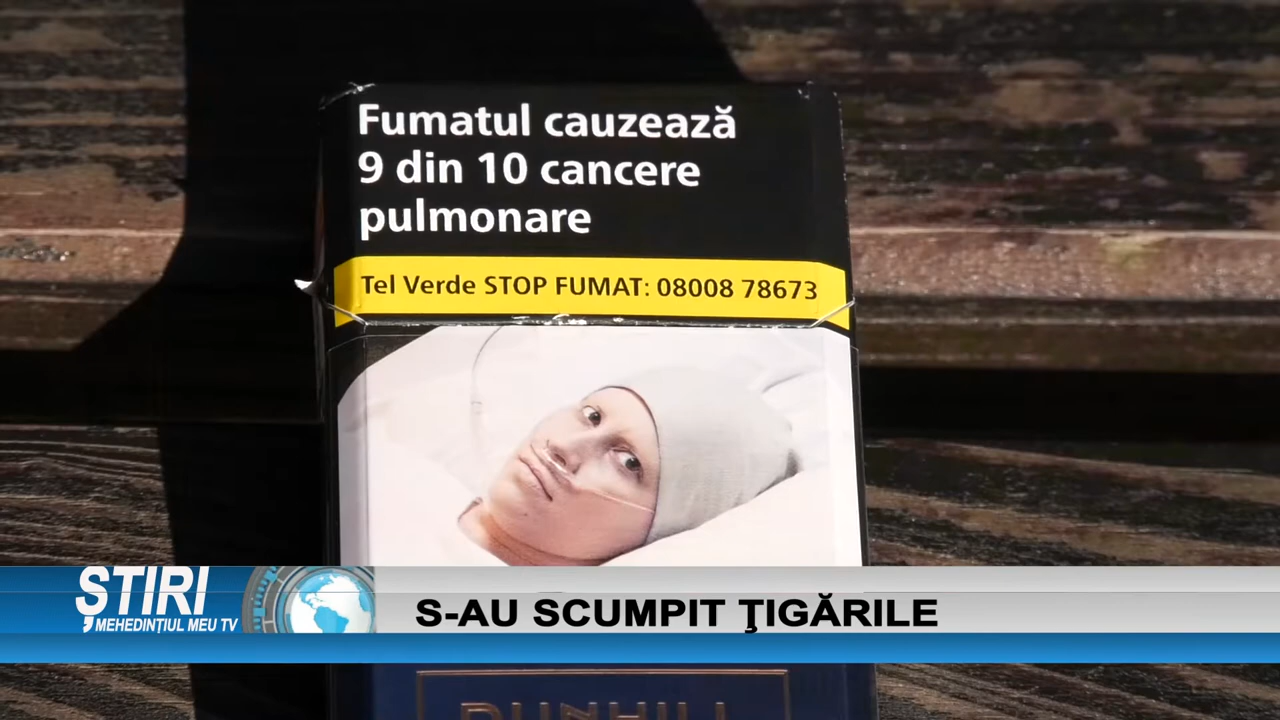 Fumatul cauzează
9 din 10 cancere
pulmonare
Tel Verde STOP FUMAT: 08008 78673
ȘTIRI
MEHEDINȚIUL MEU TV
S-AU SCUMPIT ŢIGĂRILE
DUNHILL